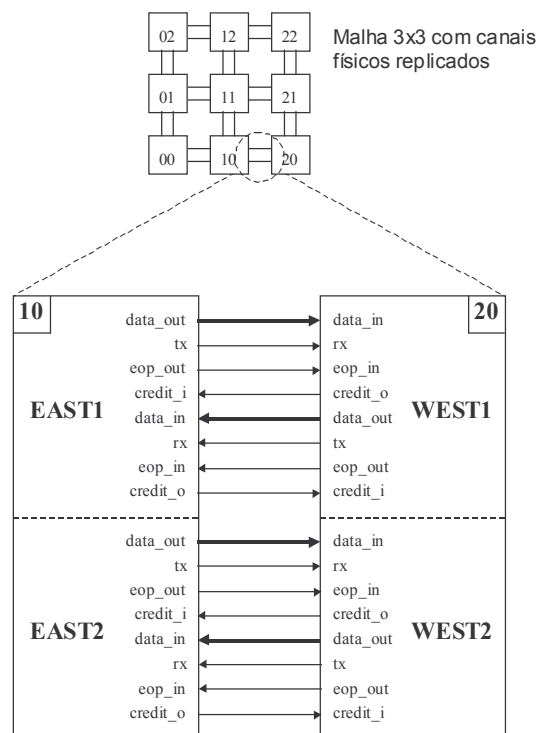 02 12 22
Malha 3x3 com canais
físicos replicados
01 11 21
00 10 20
10 20
data_out data_in
tx rx
eop_out eop_in
credit_i credit_o
EAST1 WEST1
data_in data_out
rx tx
eop_in eop_out
credit_o credit_i
data_out data_in
tx rx
eop_out eop_in
credit_i credit_o
EAST2 WEST2
data_in data_out
rx tx
eop_in eop_out
credit_o credit_i